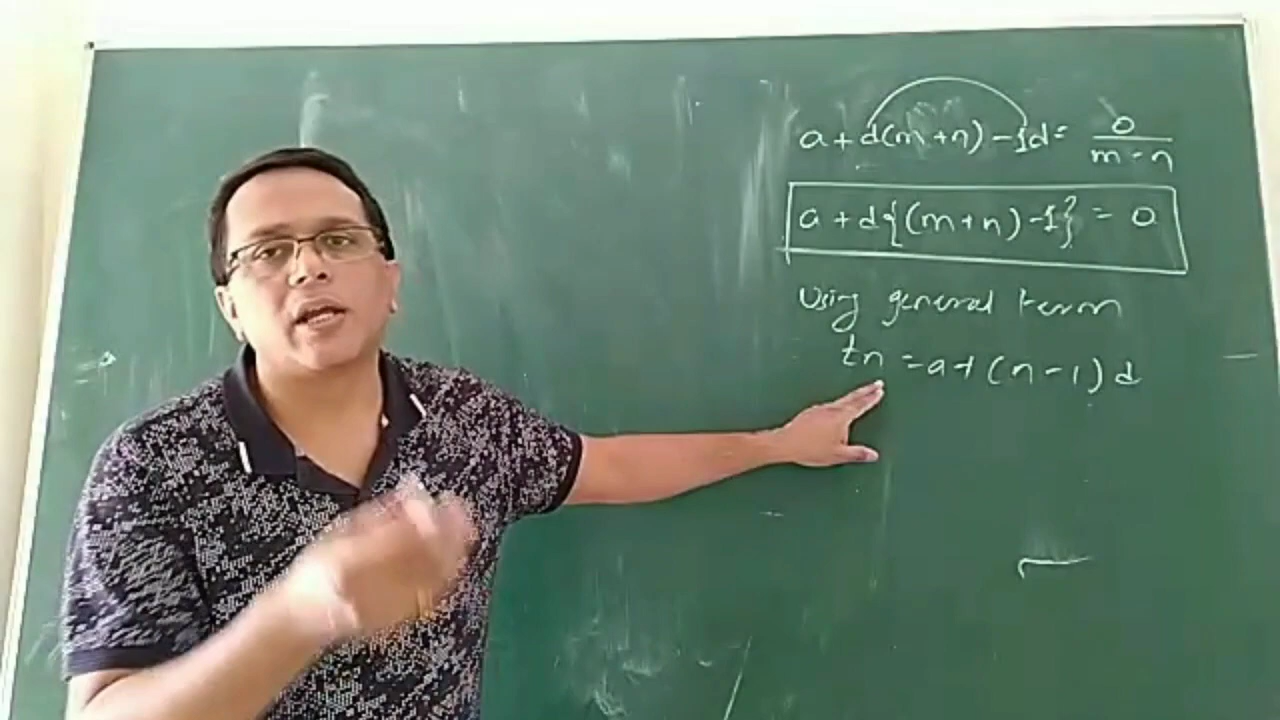 a + d(m + n) - 1d = 0 / m - n
a + d{(m + n) - 1} = 0
Using general term
tn = a + (n - 1) d